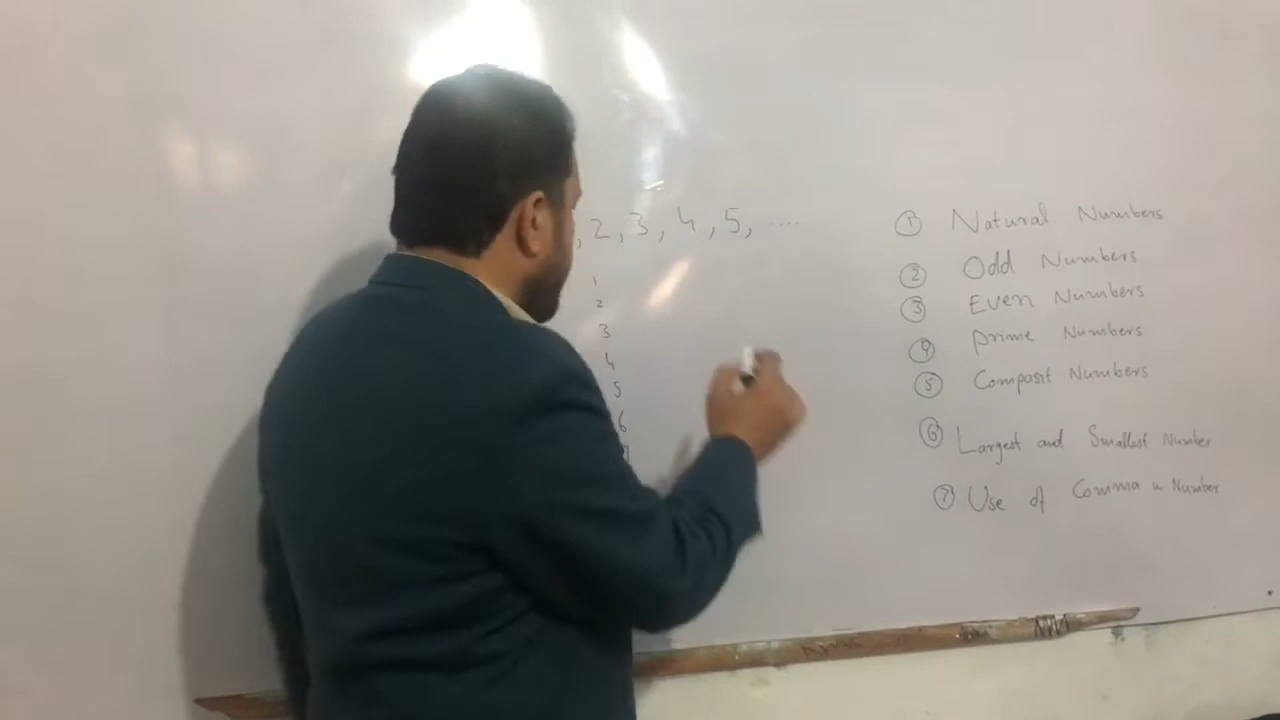 , 2, 3, 4, 5, ....
1
2
3
4
5
6
7
① Natural Numbers
② Odd Numbers
③ Even Numbers
④ Prime Numbers
⑤ Composit Numbers
⑥ Largest and Smallest Number
⑦ Use of Comma in Number